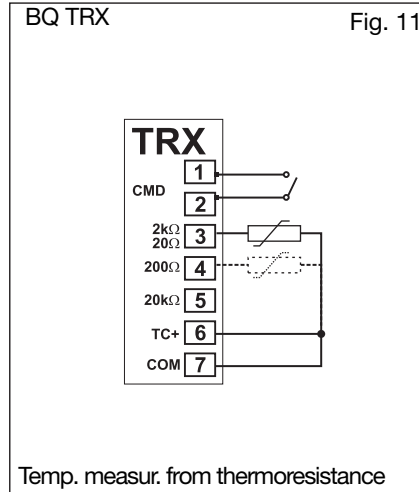 BQ TRX Fig. 11
TRX
1
CMD
2
2kΩ
20Ω 3
200Ω 4
20kΩ 5
TC+ 6
COM 7
Temp. measur. from thermoresistance